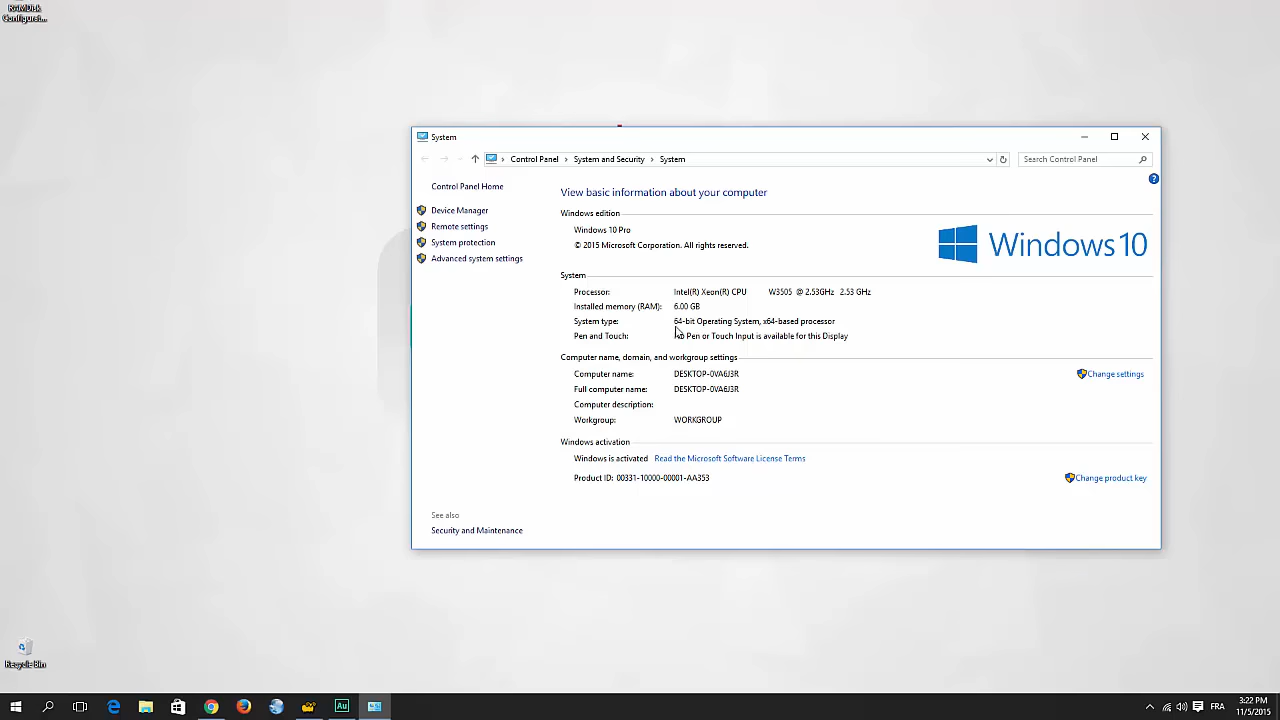 RAMDisk
Configurat...
System
Control Panel > System and Security > System
Search Control Panel
Control Panel Home
Device Manager
Remote settings
System protection
Advanced system settings
See also
Security and Maintenance
View basic information about your computer
Windows edition
Windows 10 Pro
© 2015 Microsoft Corporation. All rights reserved.
Windows 10
System
Processor: Intel(R) Xeon(R) CPU W3505 @ 2.53GHz 2.53 GHz
Installed memory (RAM): 6.00 GB
System type: 64-bit Operating System, x64-based processor
Pen and Touch: No Pen or Touch Input is available for this Display
Computer name, domain, and workgroup settings
Computer name: DESKTOP-0VA6J3R
Change settings
Full computer name: DESKTOP-0VA6J3R
Computer description:
Workgroup: WORKGROUP
Windows activation
Windows is activated Read the Microsoft Software License Terms
Product ID: 00331-10000-00001-AA353
Change product key
Recycle Bin
Au
FRA
3:22 PM
11/5/2015